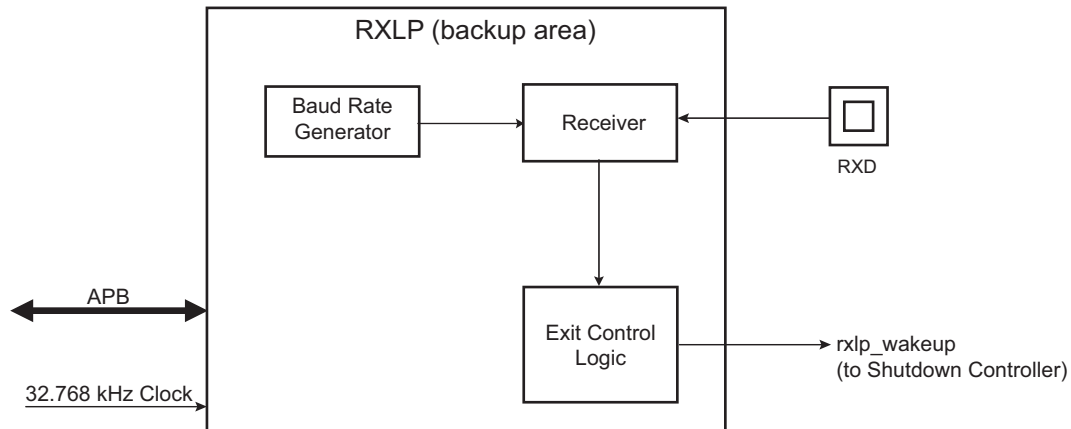 RXLP (backup area)
Baud Rate
Generator
Receiver
RXD
APB
Exit Control
Logic
rxlp_wakeup
(to Shutdown Controller)
32.768 kHz Clock